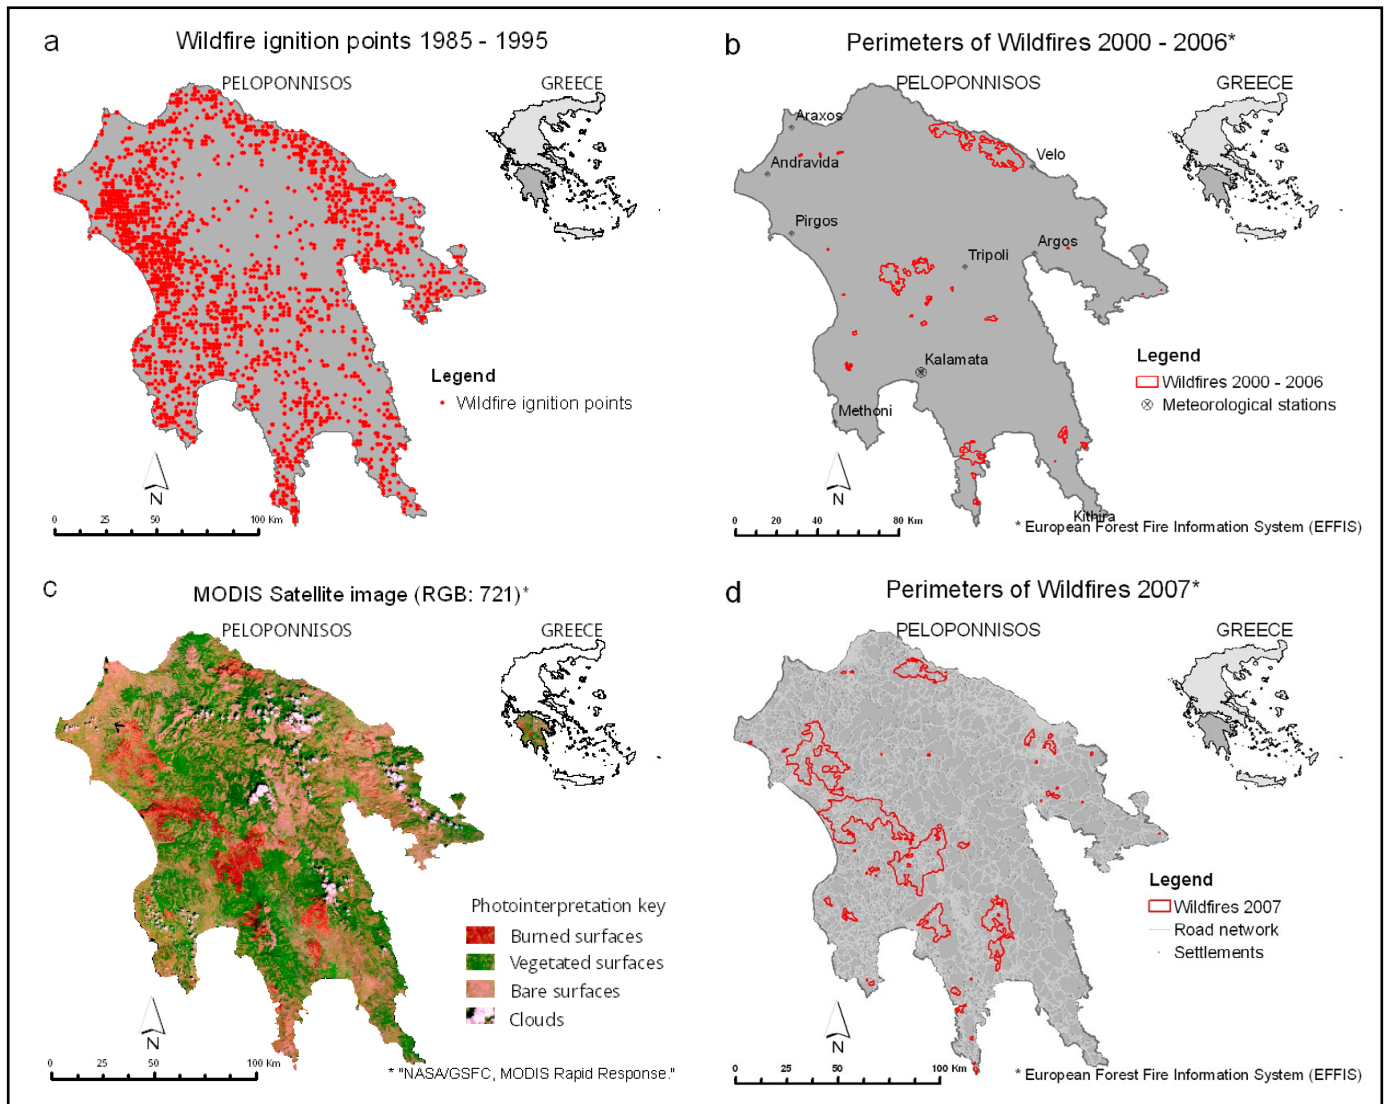 a
Wildfire ignition points 1985 - 1995
PELOPONNISOS
GREECE
Legend
Wildfire ignition points
N
0 25 50 100 Km
b
Perimeters of Wildfires 2000 - 2006*
PELOPONNISOS
GREECE
Araxos
Andravida
Velo
Pirgos
Argos
Tripoli
Kalamata
Methoni
Kithira
Legend
Wildfires 2000 - 2006
Meteorological stations
N
0 20 40 80 Km
* European Forest Fire Information System (EFFIS)
c
MODIS Satellite image (RGB: 721)*
PELOPONNISOS
GREECE
Photointerpretation key
Burned surfaces
Vegetated surfaces
Bare surfaces
Clouds
N
0 25 50 100 Km
* "NASA/GSFC, MODIS Rapid Response."
d
Perimeters of Wildfires 2007*
PELOPONNISOS
GREECE
Legend
Wildfires 2007
Road network
Settlements
N
0 25 50 100 Km
* European Forest Fire Information System (EFFIS)